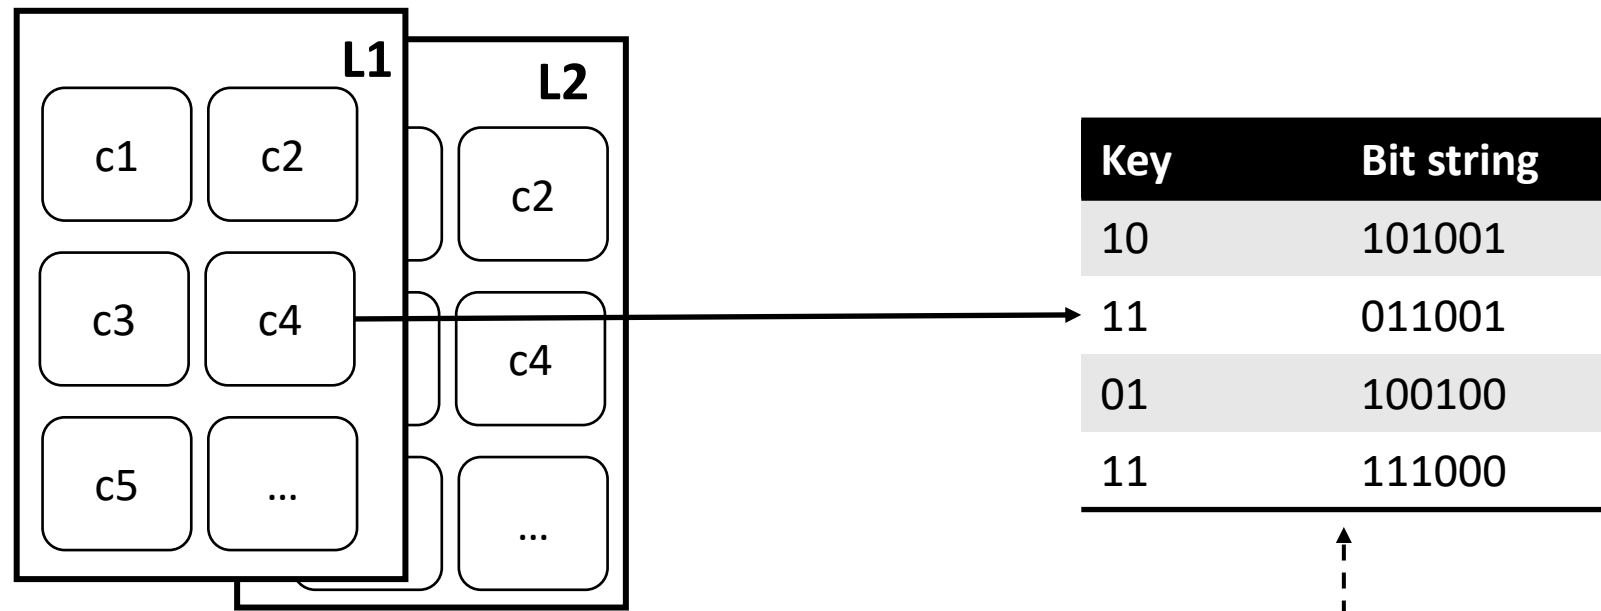 L1
c1 c2
c3 c4
c5 ...
L2
c2
c4
...
Key Bit string
10 101001
11 011001
01 100100
11 111000